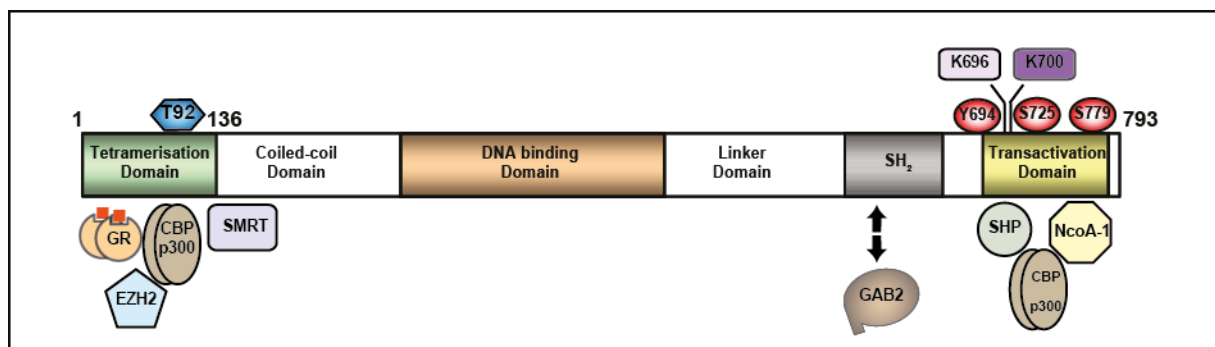 K696 K700
1 T92 136 Y694 S725 S779 793
Tetramerisation Domain
Coiled-coil Domain
DNA binding Domain
Linker Domain
SH₂
Transactivation Domain
GR
CBP p300
SMRT
EZH2
GAB2
SHP
NcoA-1
CBP p300